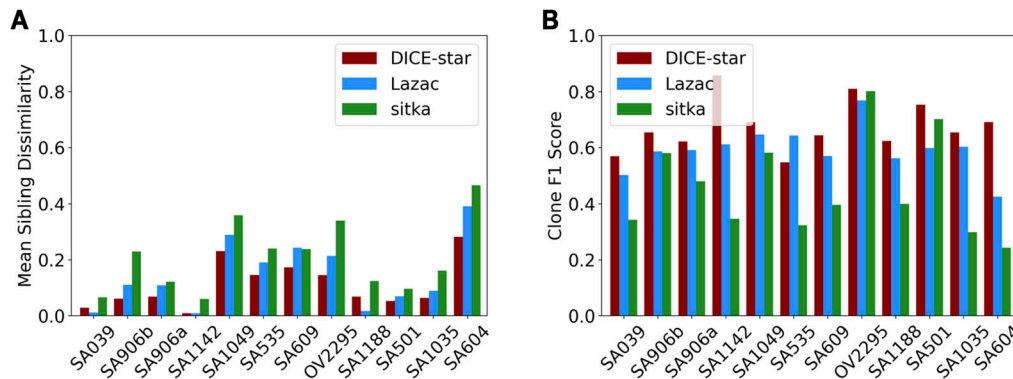 A
Mean Sibling Dissimilarity
1.0
0.8
0.6
0.4
0.2
0.0
DICE-star
Lazac
sitka
SA039
SA906b
SA906a
SA1142
SA1049
SA535
SA609
OV2295
SA1188
SA501
SA1035
SA604
B
Clone F1 Score
1.0
0.8
0.6
0.4
0.2
0.0
DICE-star
Lazac
sitka
SA039
SA906b
SA906a
SA1142
SA1049
SA535
SA609
OV2295
SA1188
SA501
SA1035
SA604